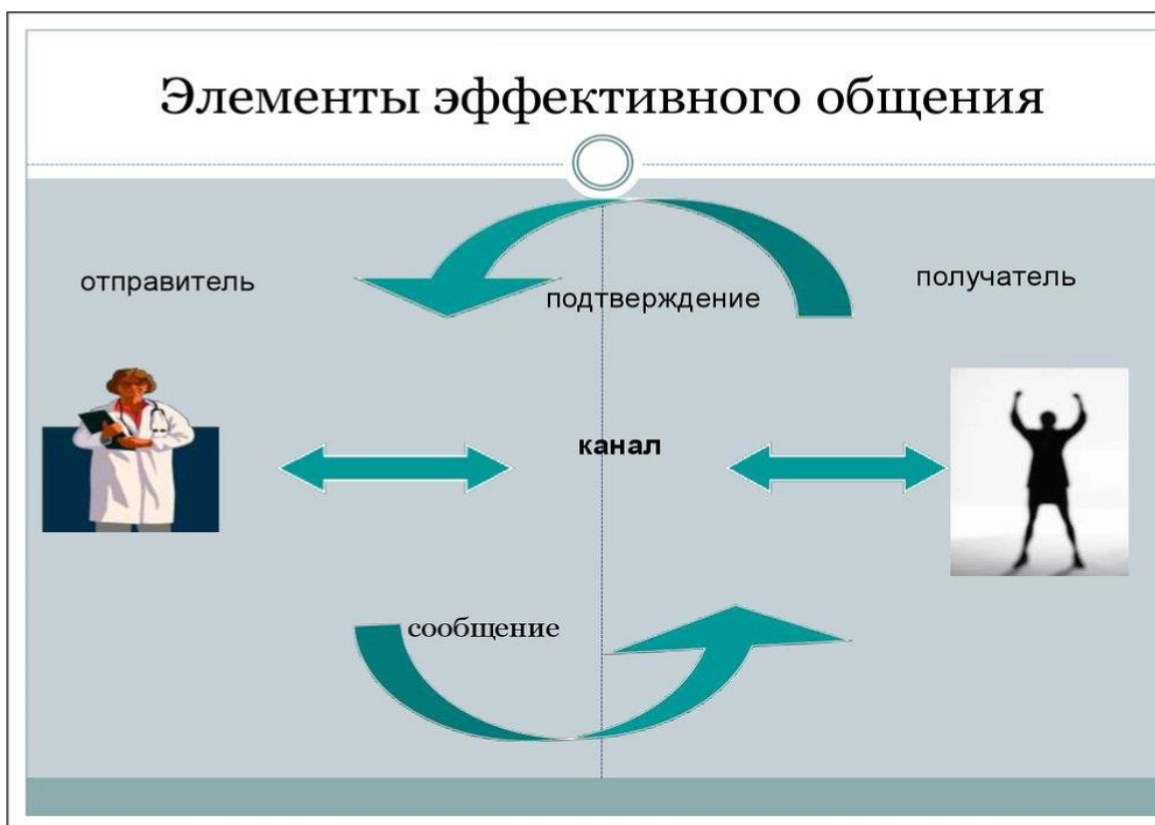 Элементы эффективного общения
отправитель
получатель
подтверждение
канал
сообщение